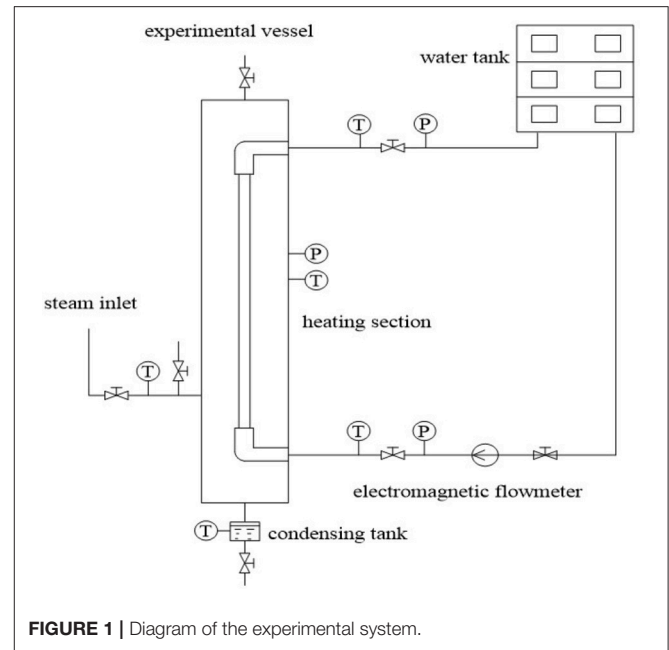 experimental vessel
water tank
T
P
P
T
steam inlet
heating section
T
T
P
electromagnetic flowmeter
T
condensing tank
FIGURE 1 | Diagram of the experimental system.